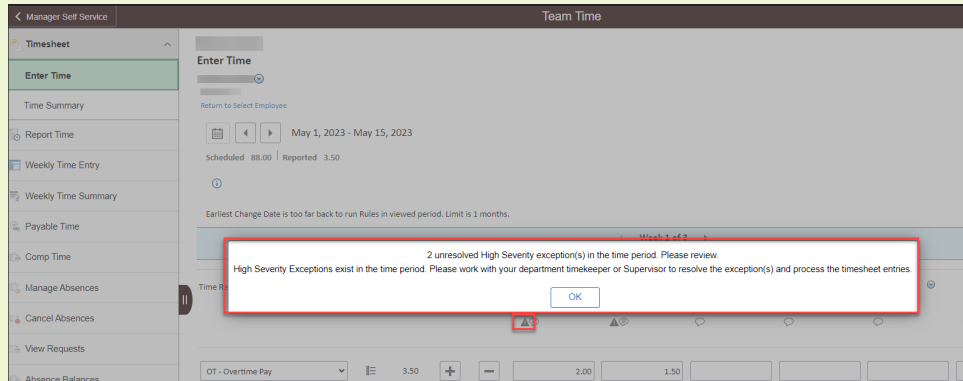 Manager Self Service
Team Time
Timesheet
Enter Time
Time Summary
Report Time
Weekly Time Entry
Weekly Time Summary
Payable Time
Comp Time
Manage Absences
Cancel Absences
View Requests
Absence Balances
Enter Time
Return to Select Employee
May 1, 2023 - May 15, 2023
Scheduled 88.00 | Reported 3.50
Earliest Change Date is too far back to run Rules in viewed period. Limit is 1 months.
Week 1 of 3
2 unresolved High Severity exception(s) in the time period. Please review.
High Severity Exceptions exist in the time period. Please work with your department timekeeper or Supervisor to resolve the exception(s) and process the timesheet entries.
OK
OT - Overtime Pay 3.50 2.00 1.50